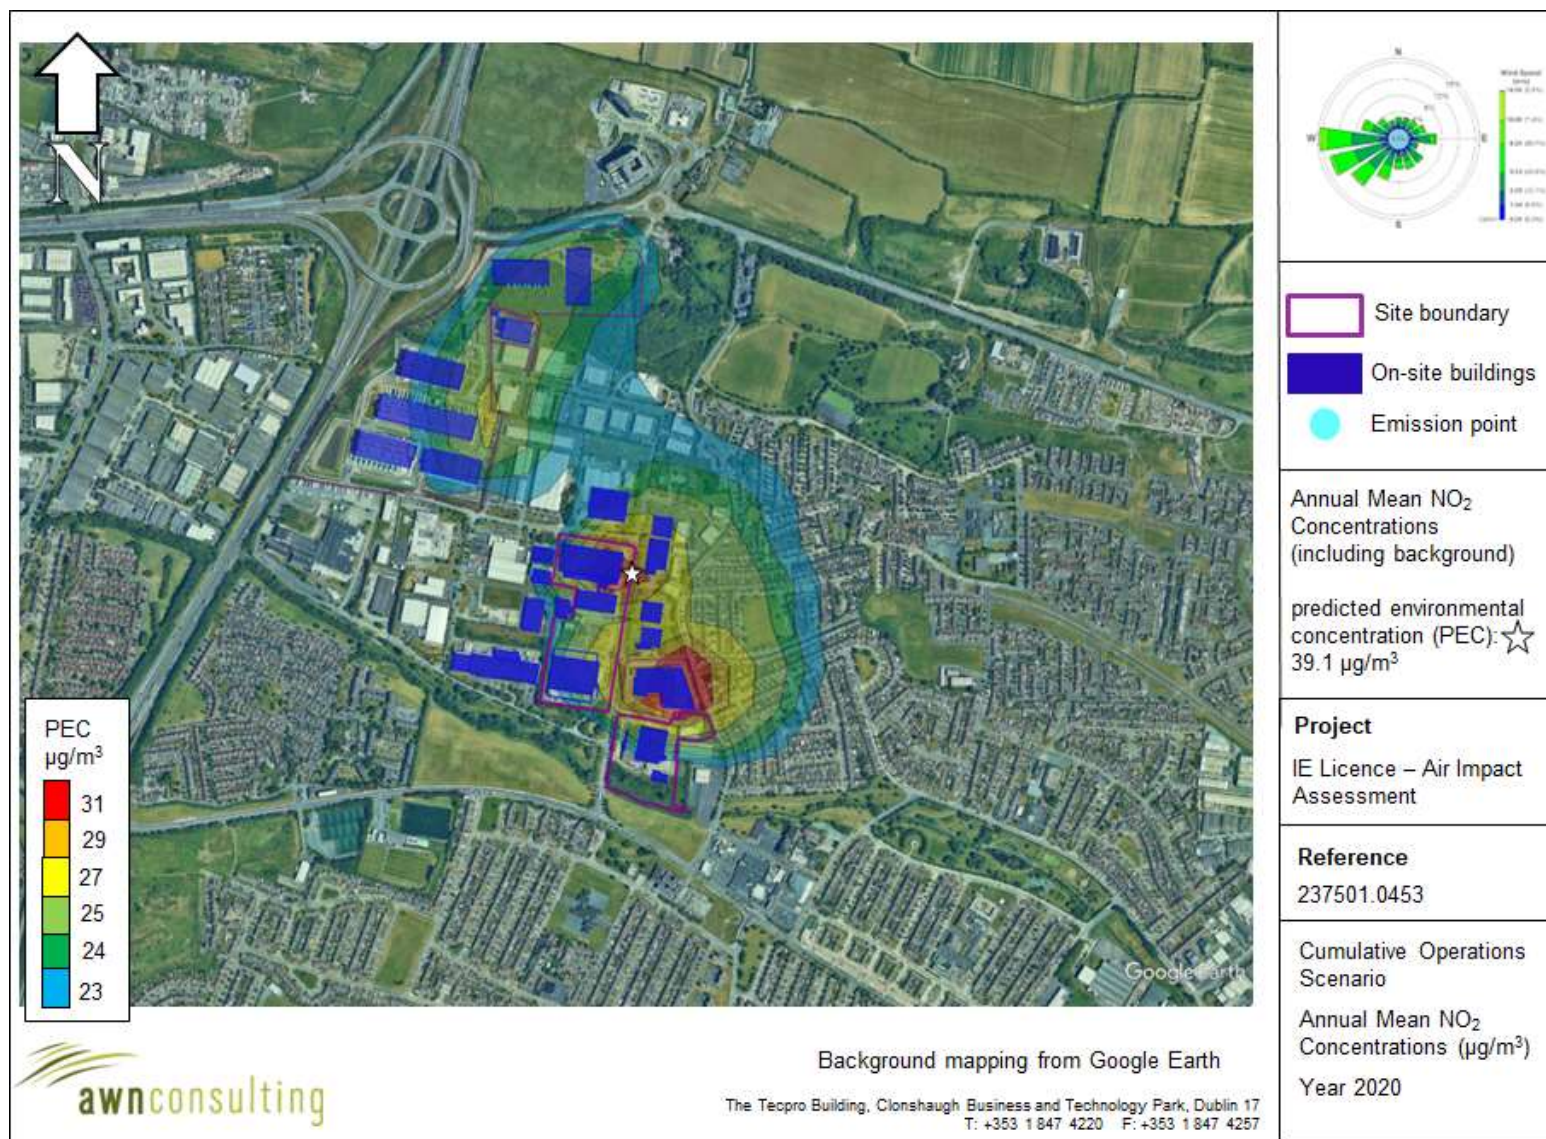 N
N
W
E
S
Site boundary
On-site buildings
Emission point
Annual Mean NO₂
Concentrations
(including background)
predicted environmental
concentration (PEC):
39.1 µg/m³
Project
IE Licence – Air Impact
Assessment
Reference
237501.0453
Cumulative Operations
Scenario
Annual Mean NO₂
Concentrations (µg/m³)
Year 2020
PEC
µg/m³
31
29
27
25
24
23
Google Earth
awnconsulting
Background mapping from Google Earth
The Tecpro Building, Clonshaugh Business and Technology Park, Dublin 17
T: +353 1 847 4220 F: +353 1 847 4257